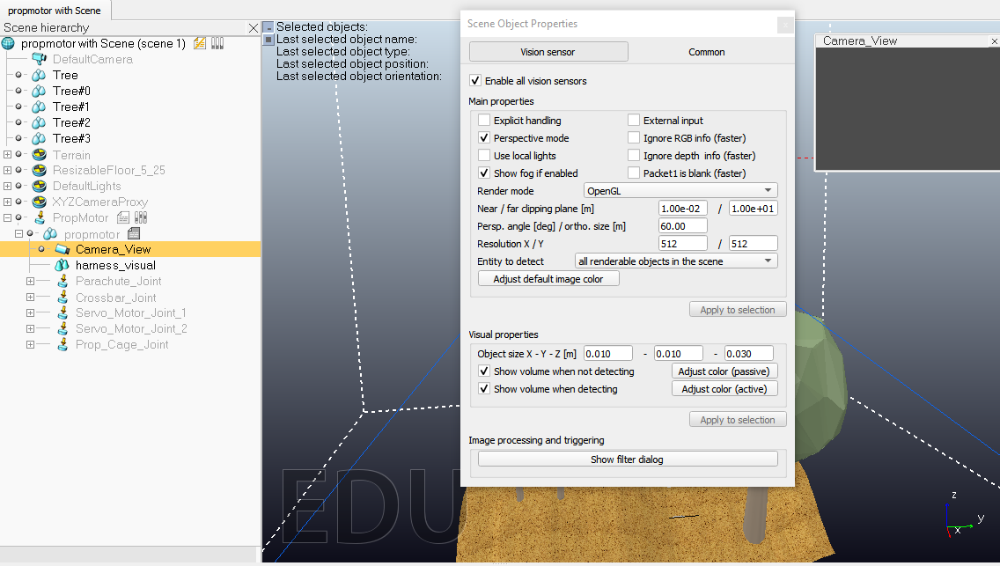 propmotor with Scene
Scene hierarchy
propmotor with Scene (scene 1)
DefaultCamera
Tree
Tree#0
Tree#1
Tree#2
Tree#3
Terrain
ResizableFloor_5_25
DefaultLights
XYZCameraProxy
PropMotor
propmotor
Camera_View
harness_visual
Parachute_Joint
Crossbar_Joint
Servo_Motor_Joint_1
Servo_Motor_Joint_2
Prop_Cage_Joint
Selected objects:
Last selected object name:
Last selected object type:
Last selected object position:
Last selected object orientation:
Scene Object Properties
Vision sensor Common
Enable all vision sensors
Main properties
Explicit handling External input
Perspective mode Ignore RGB info (faster)
Use local lights Ignore depth info (faster)
Show fog if enabled Packet1 is blank (faster)
Render mode OpenGL
Near / far clipping plane [m] 1.00e-02 / 1.00e+01
Persp. angle [deg] / ortho. size [m] 60.00
Resolution X / Y 512 / 512
Entity to detect all renderable objects in the scene
Adjust default image color
Apply to selection
Visual properties
Object size X - Y - Z [m] 0.010 - 0.010 - 0.030
Show volume when not detecting Adjust color (passive)
Show volume when detecting Adjust color (active)
Apply to selection
Image processing and triggering
Show filter dialog
Camera_View
EDU
z
y
x